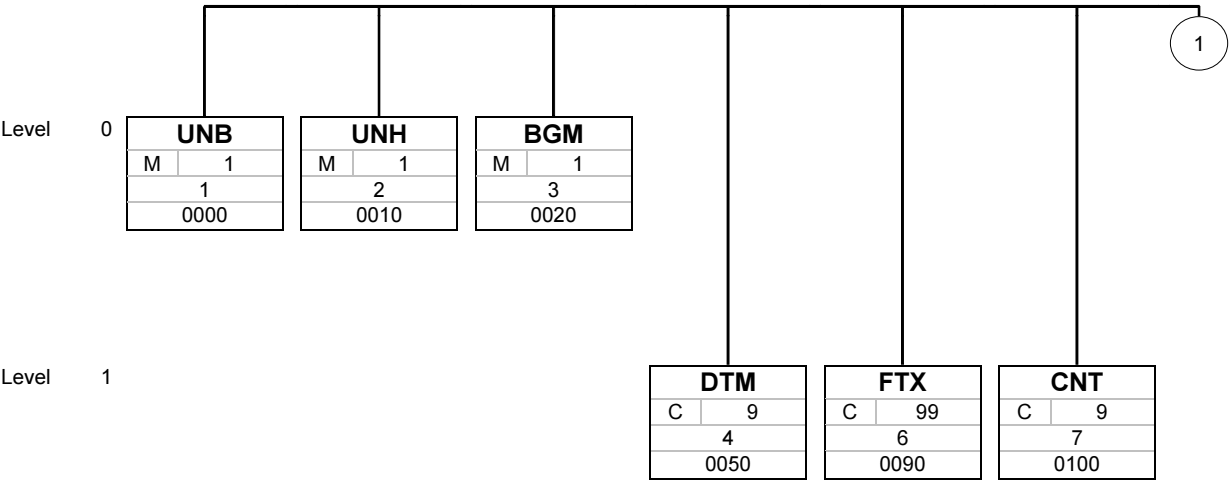 1
Level 0 UNB UNH BGM
M 1 M 1 M 1
1 2 3
0000 0010 0020
Level 1 DTM FTX CNT
C 9 C 99 C 9
4 6 7
0050 0090 0100